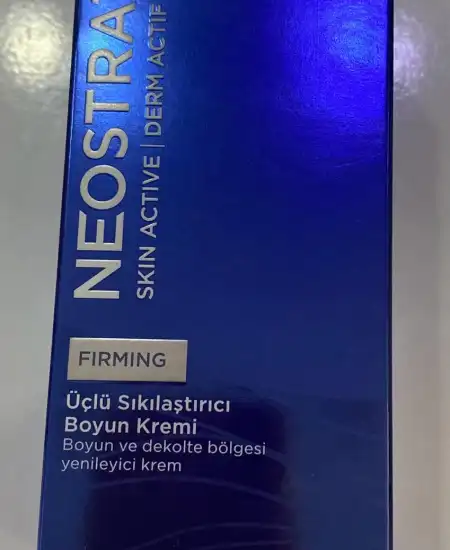 NEOSTRA
SKIN ACTIVE | DERM ACTIF
FIRMING
Üçlü Sıkılaştırıcı
Boyun Kremi
Boyun ve dekolte bölgesi
yenileyici krem